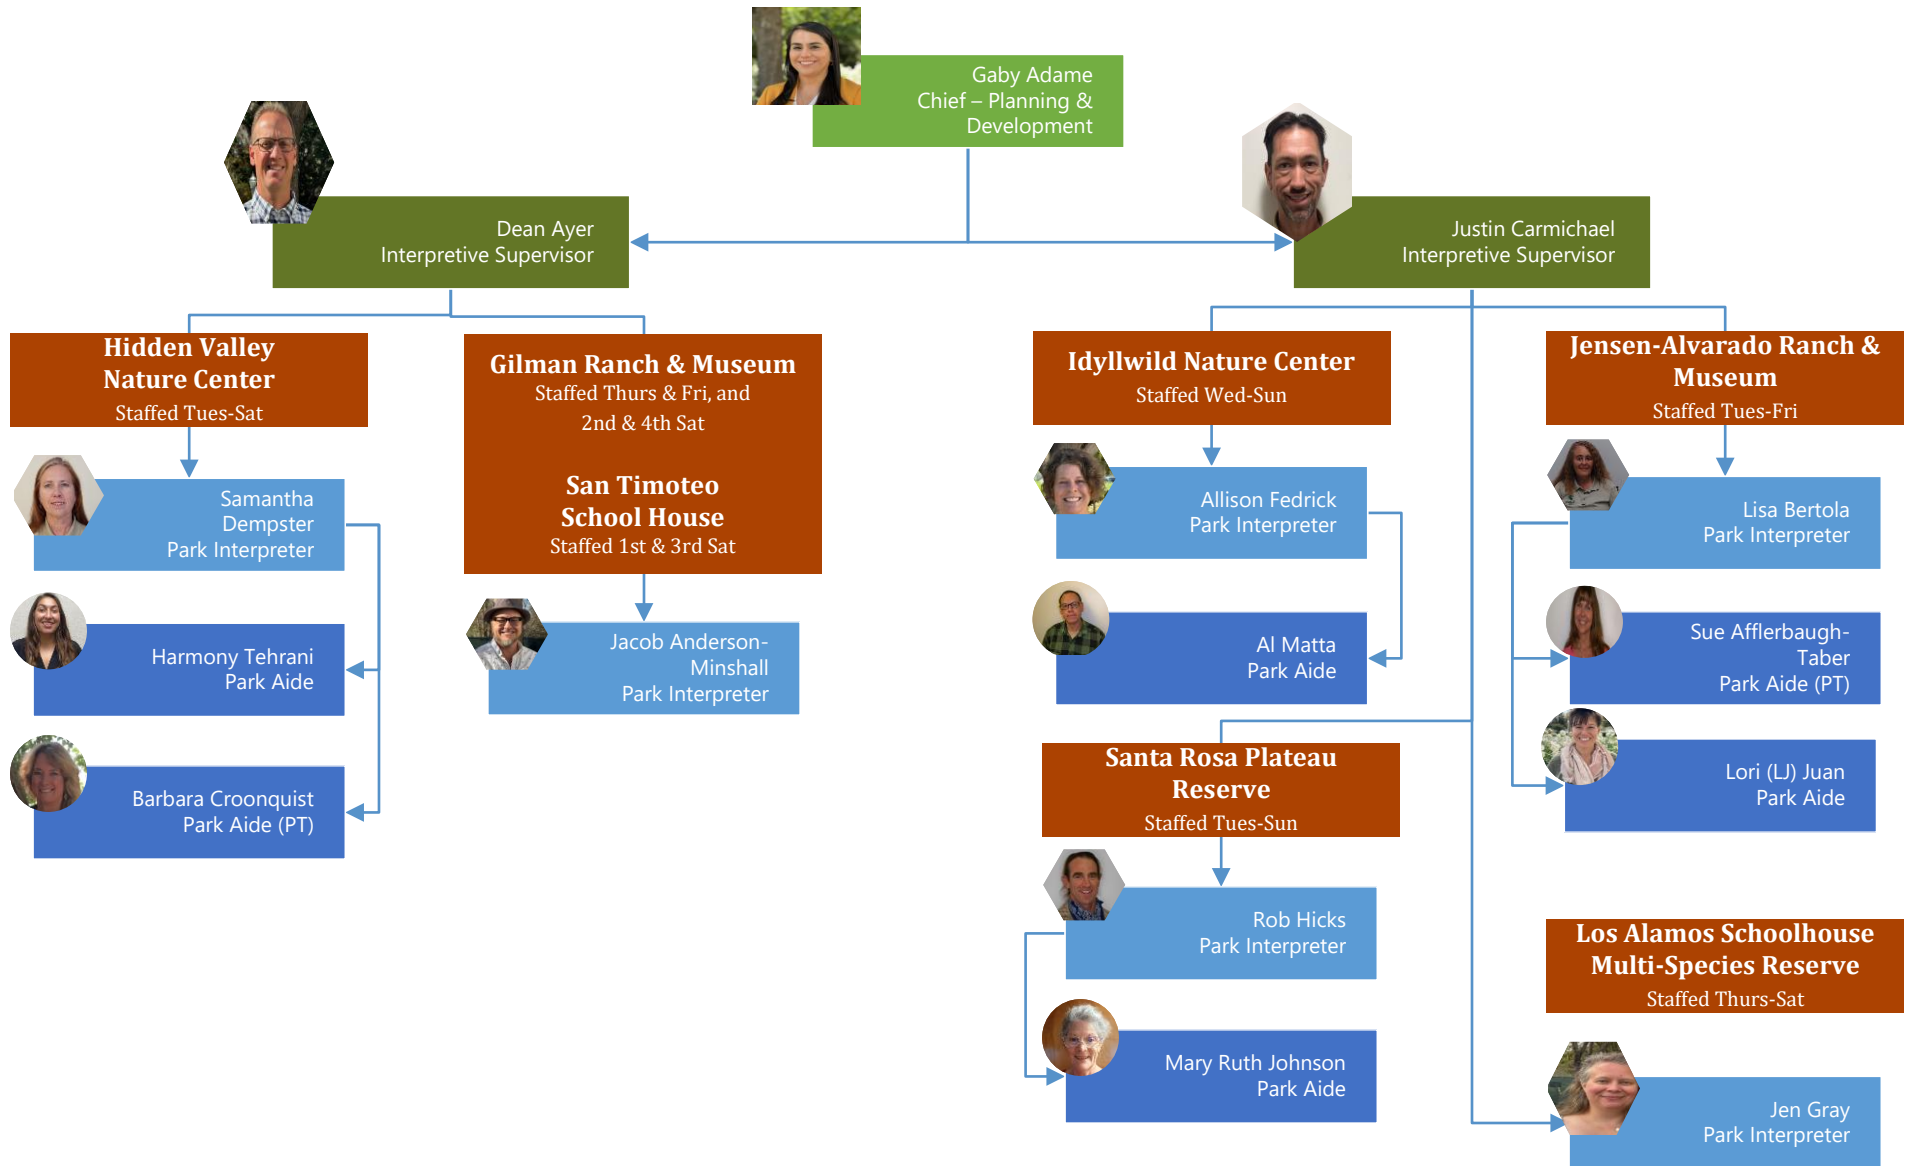 Gaby Adame
Chief – Planning &
Development
Dean Ayer
Interpretive Supervisor
Justin Carmichael
Interpretive Supervisor
Hidden Valley
Nature Center
Staffed Tues-Sat
Samantha
Dempster
Park Interpreter
Harmony Tehrani
Park Aide
Barbara Croonquist
Park Aide (PT)
Gilman Ranch & Museum
Staffed Thurs & Fri, and
2nd & 4th Sat
San Timoteo
School House
Staffed 1st & 3rd Sat
Jacob Anderson-
Minshall
Park Interpreter
Idyllwild Nature Center
Staffed Wed-Sun
Allison Fedrick
Park Interpreter
Al Matta
Park Aide
Santa Rosa Plateau
Reserve
Staffed Tues-Sun
Rob Hicks
Park Interpreter
Mary Ruth Johnson
Park Aide
Jensen-Alvarado Ranch &
Museum
Staffed Tues-Fri
Lisa Bertola
Park Interpreter
Sue Afflerbaugh-
Taber
Park Aide (PT)
Lori (LJ) Juan
Park Aide
Los Alamos Schoolhouse
Multi-Species Reserve
Staffed Thurs-Sat
Jen Gray
Park Interpreter